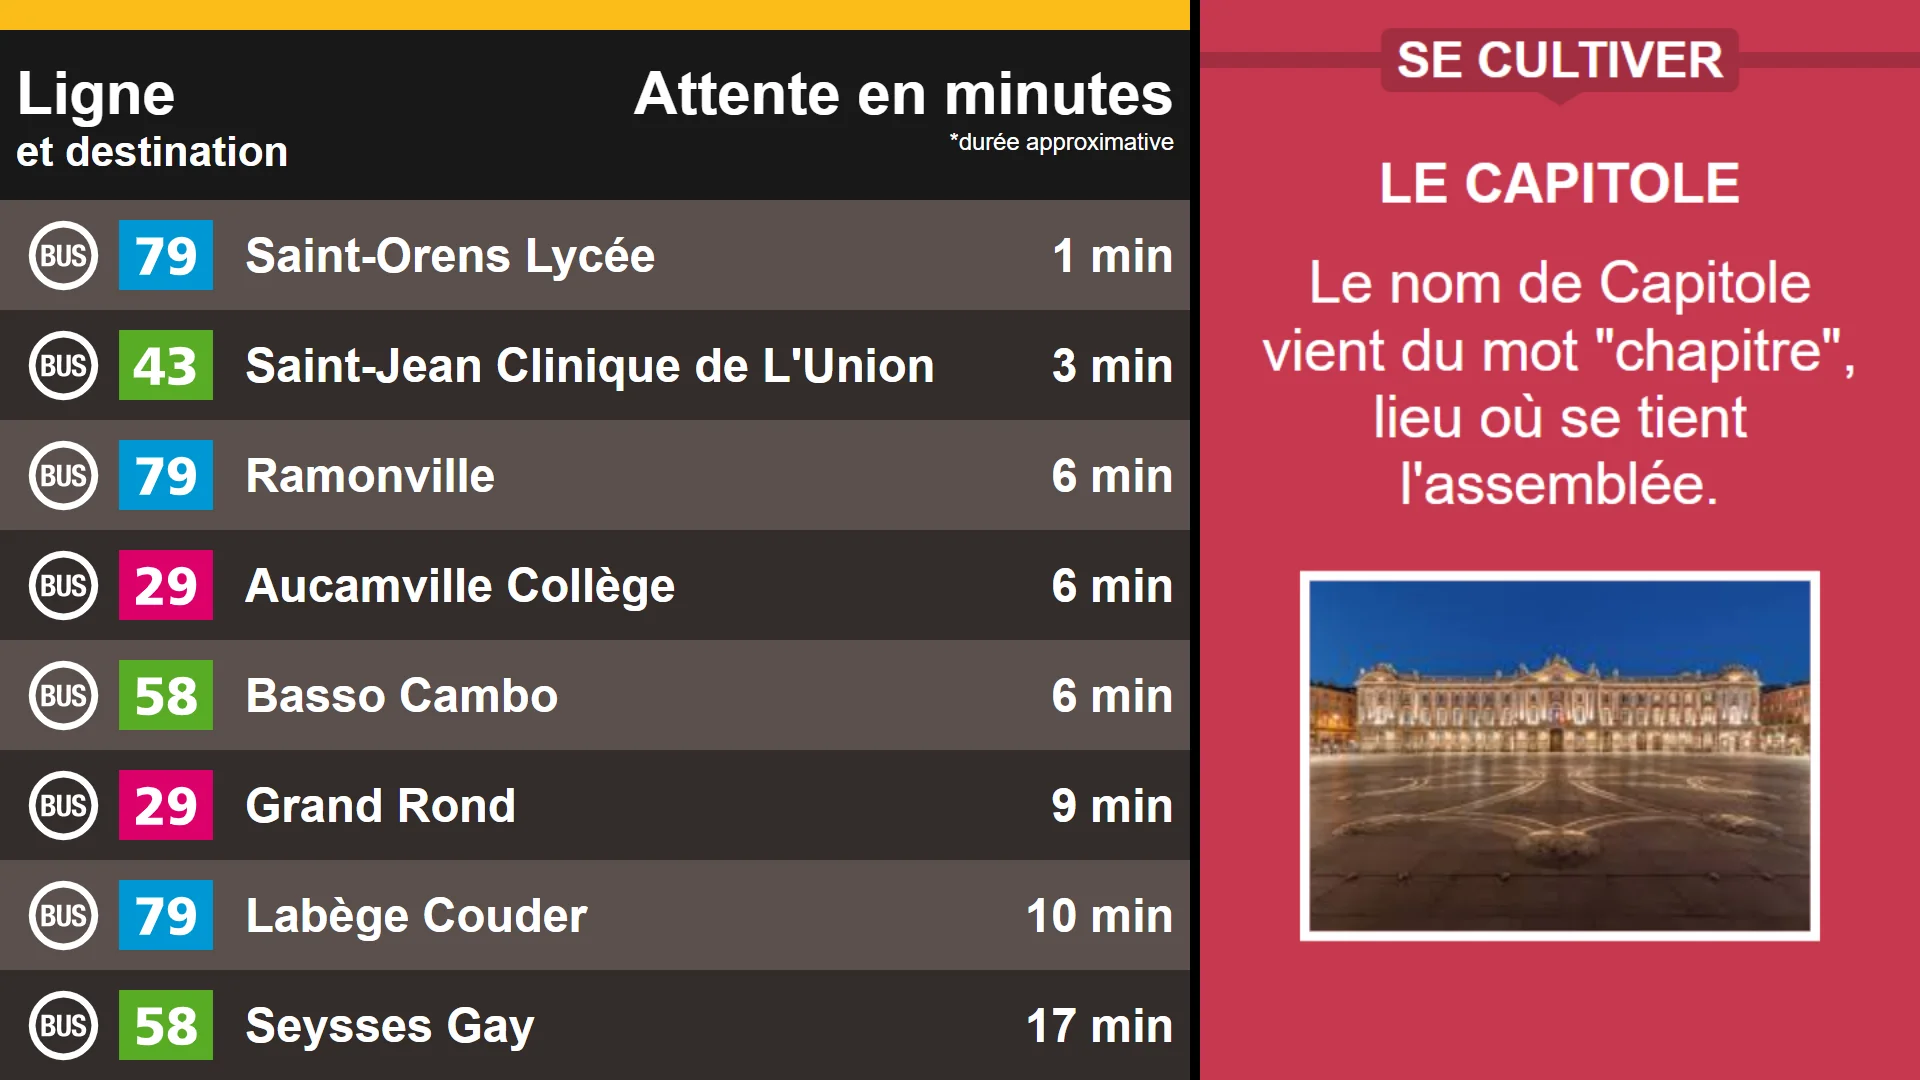 Ligne
et destination
Attente en minutes
*durée approximative
BUS 79 Saint-Orens Lycée 1 min
BUS 43 Saint-Jean Clinique de L'Union 3 min
BUS 79 Ramonville 6 min
BUS 29 Aucamville Collège 6 min
BUS 58 Basso Cambo 6 min
BUS 29 Grand Rond 9 min
BUS 79 Labège Couder 10 min
BUS 58 Seysses Gay 17 min
SE CULTIVER
LE CAPITOLE
Le nom de Capitole
vient du mot "chapitre",
lieu où se tient
l'assemblée.